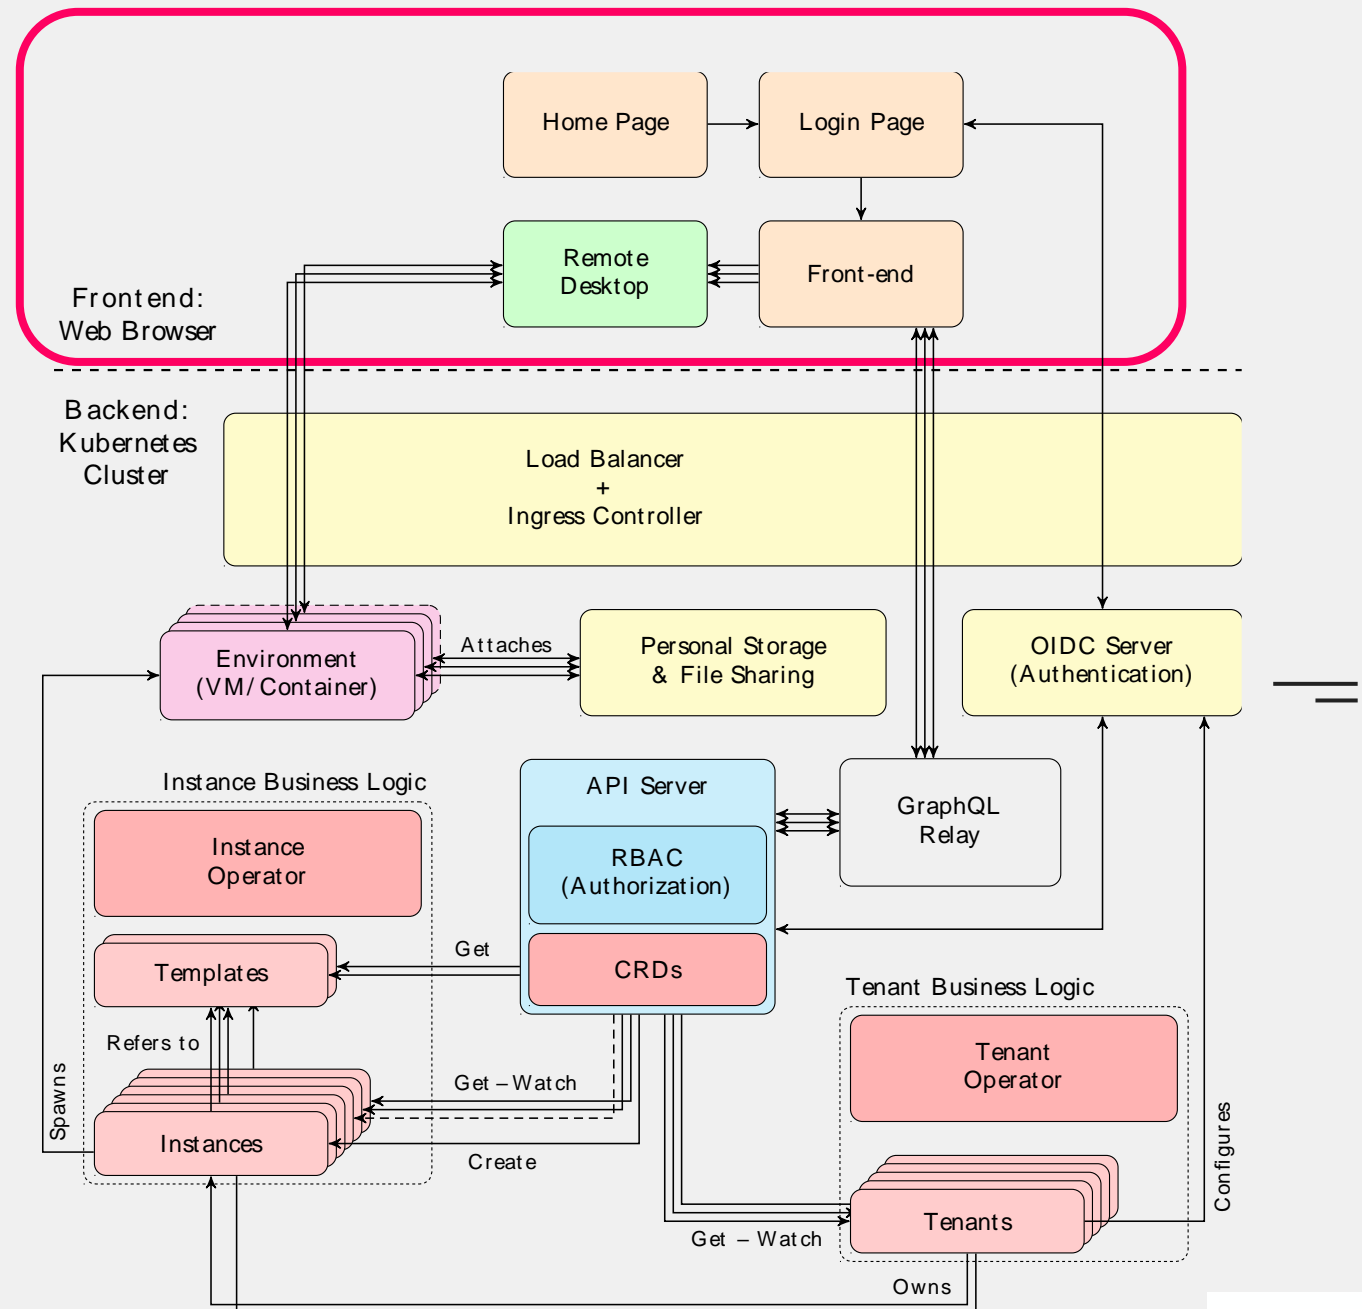 Home Page
Login Page
Remote
Desktop
Front-end
Frontend:
Web Browser
Backend:
Kubernetes
Cluster
Load Balancer
+
Ingress Controller
Environment
(VM/Container)
Attaches
Personal Storage
& File Sharing
OIDC Server
(Authentication)
Instance Business Logic
API Server
GraphQL
Relay
Instance
Operator
RBAC
(Authorization)
Get
Templates
CRDs
Tenant Business Logic
Refers to
Tenant
Operator
Get – Watch
Spawns
Instances
Create
Configures
Tenants
Get – Watch
Owns